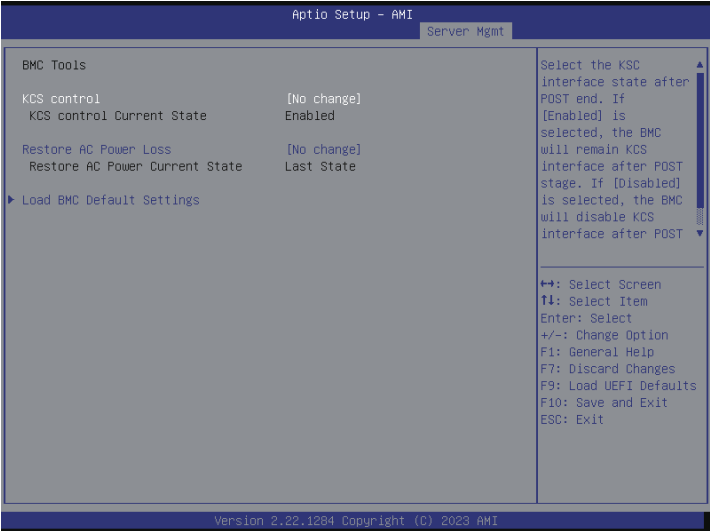 Aptio Setup – AMI
Server Mgmt
BMC Tools
KCS control [No change]
KCS control Current State Enabled
Restore AC Power Loss [No change]
Restore AC Power Current State Last State
Load BMC Default Settings
Select the KSC
interface state after
POST end. If
[Enabled] is
selected, the BMC
will remain KCS
interface after POST
stage. If [Disabled]
is selected, the BMC
will disable KCS
interface after POST
↔: Select Screen
↑↓: Select Item
Enter: Select
+/-: Change Option
F1: General Help
F7: Discard Changes
F9: Load UEFI Defaults
F10: Save and Exit
ESC: Exit
Version 2.22.1284 Copyright (C) 2023 AMI